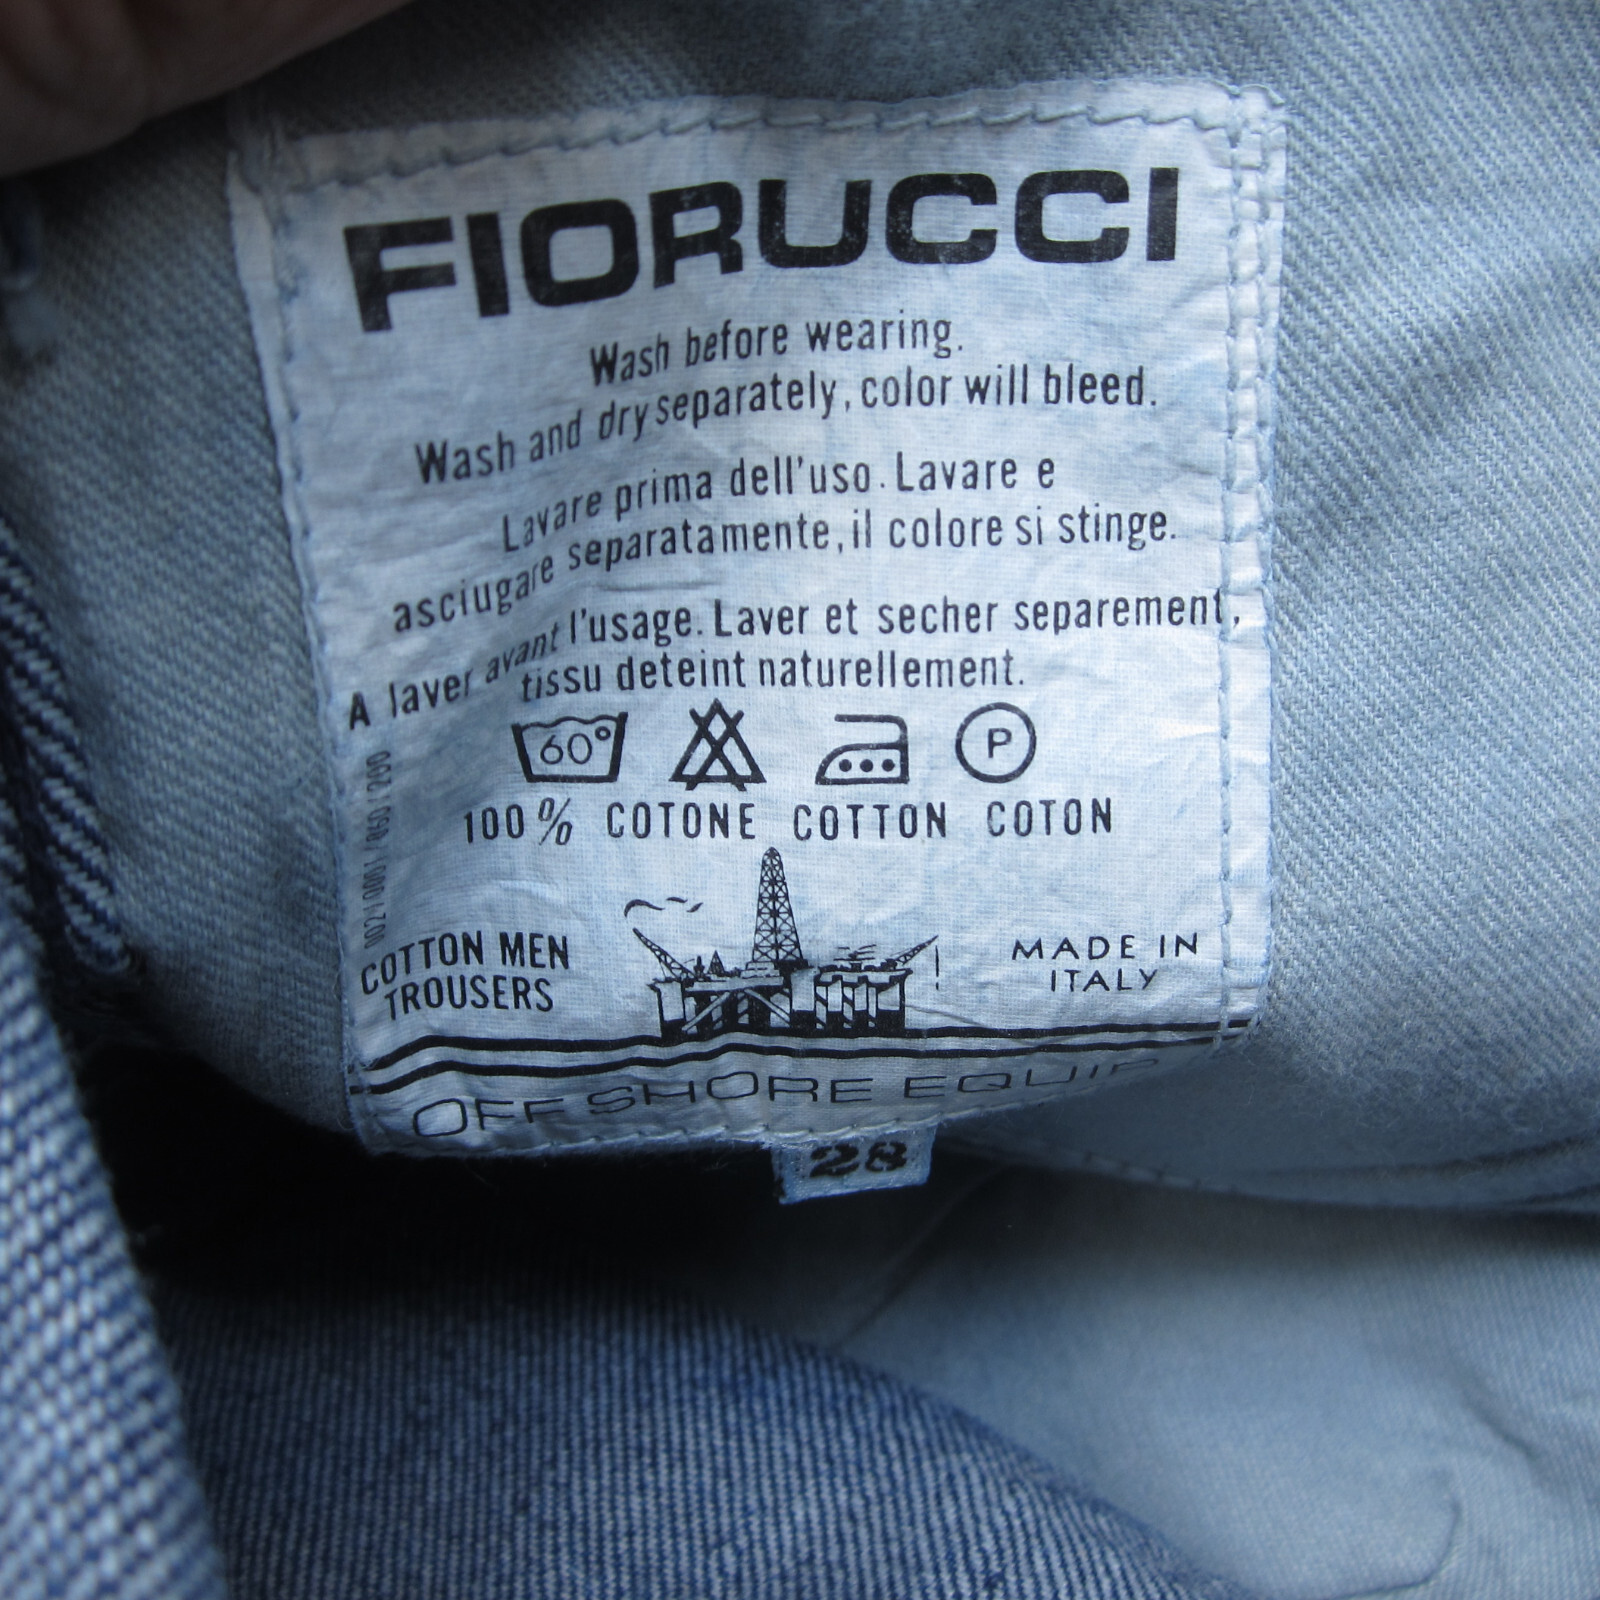 FIORUCCI
Wash before wearing.
Wash and dry separately, color will bleed.
Lavare prima dell'uso. Lavare e
asciugare separatamente, il colore si stinge.
A laver avant l'usage. Laver et secher separement,
tissu deteint naturellement.
60° P
100% COTONE COTTON COTON
COTTON MEN
TROUSERS
MADE IN
ITALY
OFF SHORE EQUIP
28